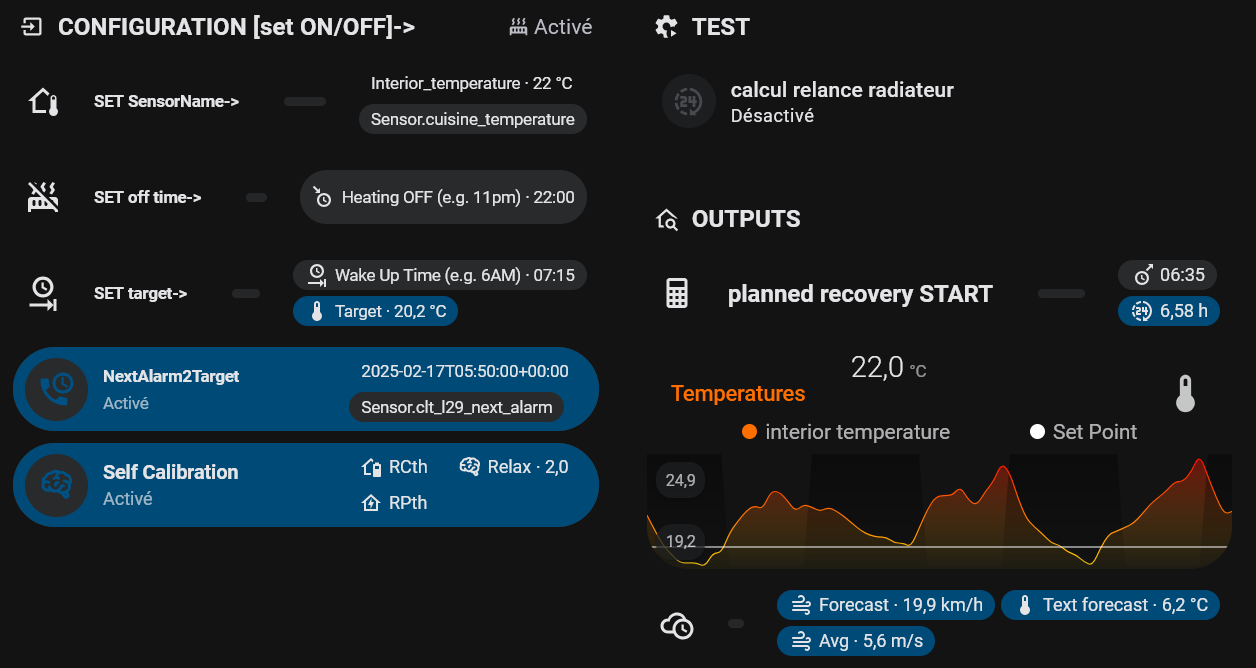 CONFIGURATION [set ON/OFF]->
Activé
SET SensorName->
Interior_temperature · 22 °C
Sensor.cuisine_temperature
SET off time->
Heating OFF (e.g. 11pm) · 22:00
SET target->
Wake Up Time (e.g. 6AM) · 07:15
Target · 20,2 °C
NextAlarm2Target
Activé
2025-02-17T05:50:00+00:00
Sensor.clt_l29_next_alarm
Self Calibration
Activé
RCth
Relax · 2,0
RPth
TEST
24
calcul relance radiateur
Désactivé
OUTPUTS
planned recovery START
06:35
24 6,58 h
22,0 °C
Temperatures
interior temperature
Set Point
24,9
19,2
Forecast · 19,9 km/h
Text forecast · 6,2 °C
Avg · 5,6 m/s